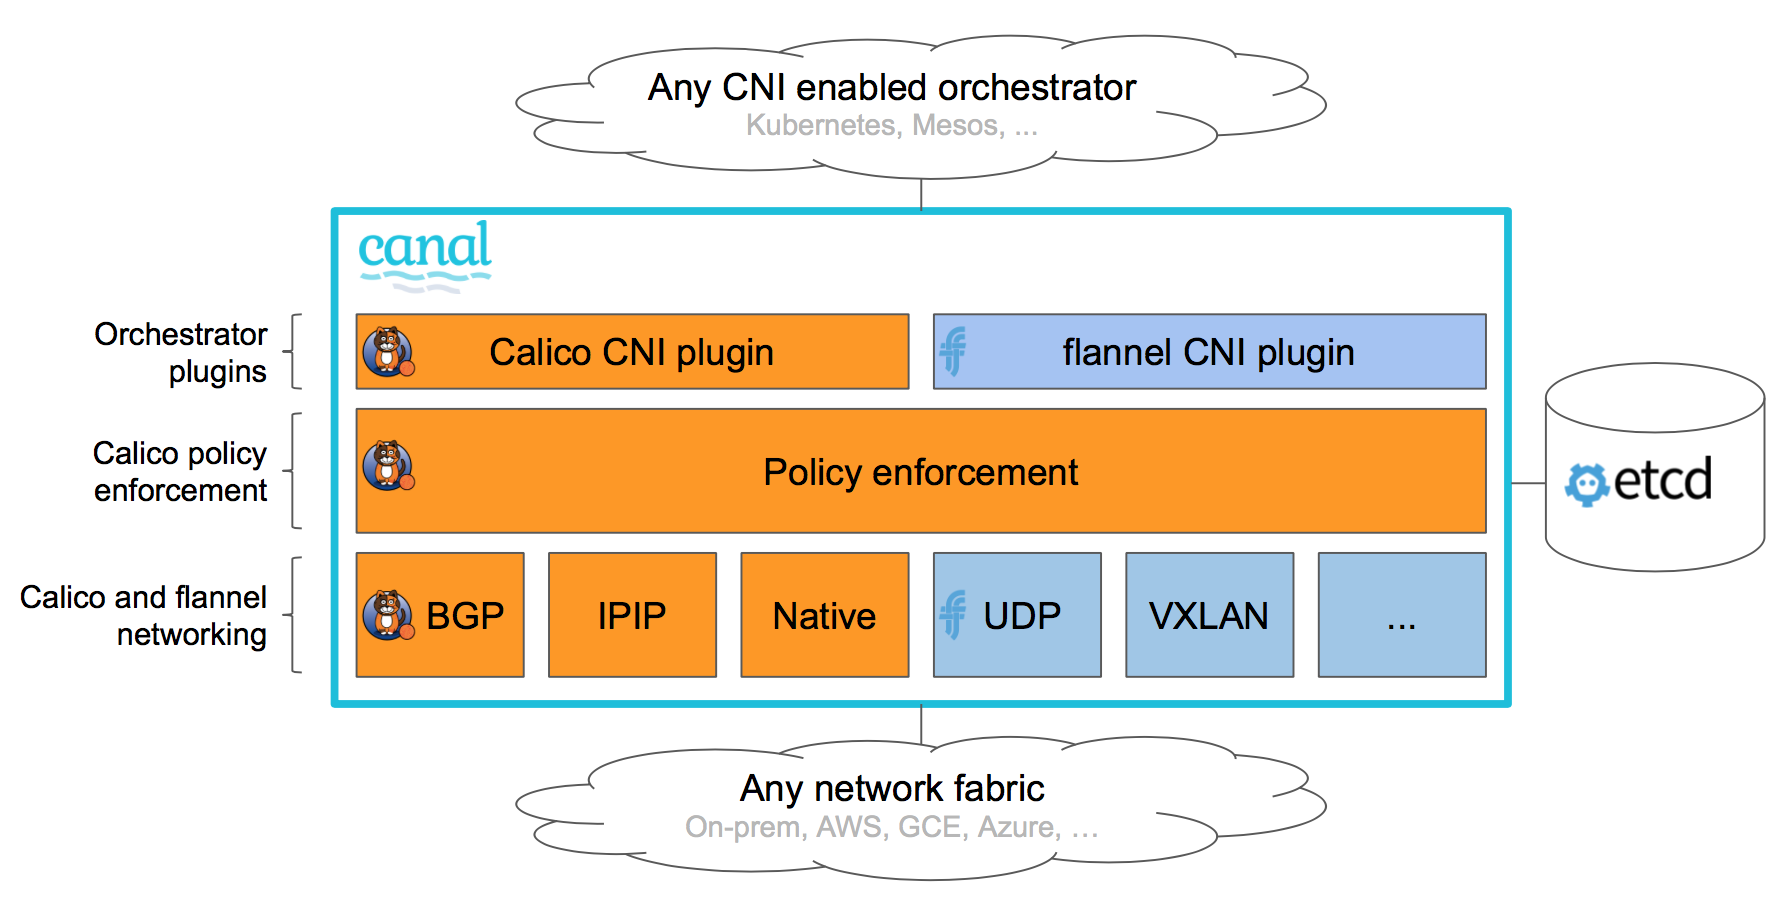 Any CNI enabled orchestrator
Kubernetes, Mesos, ...
canal
Orchestrator
plugins
Calico CNI plugin
flannel CNI plugin
Calico policy
enforcement
Policy enforcement
etcd
Calico and flannel
networking
BGP
IPIP
Native
UDP
VXLAN
...
Any network fabric
On-prem, AWS, GCE, Azure, ...